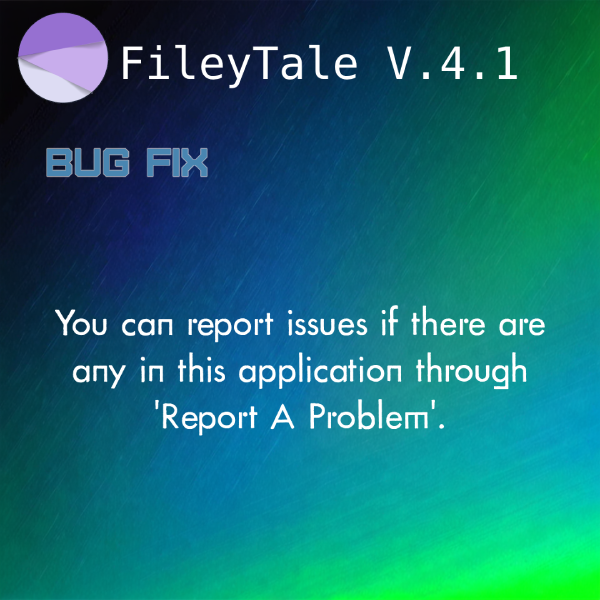 FileyTale V.4.1
BUG FIX
You can report issues if there are
any in this application through
'Report A Problem'.